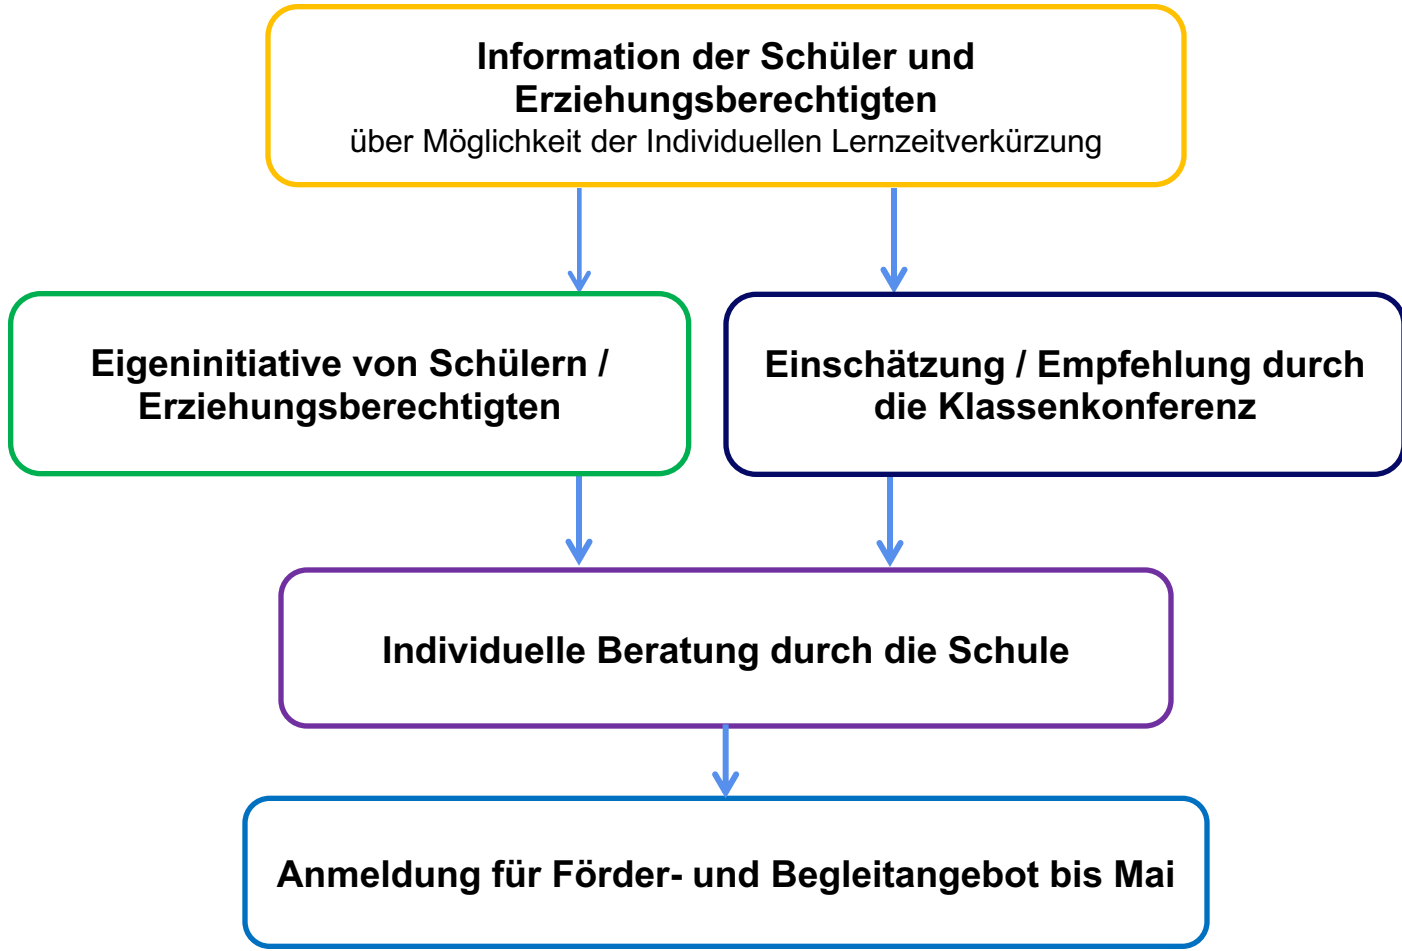 Information der Schüler und
Erziehungsberechtigten
über Möglichkeit der Individuellen Lernzeitverkürzung
Eigeninitiative von Schülern /
Erziehungsberechtigten
Einschätzung / Empfehlung durch
die Klassenkonferenz
Individuelle Beratung durch die Schule
Anmeldung für Förder- und Begleitangebot bis Mai